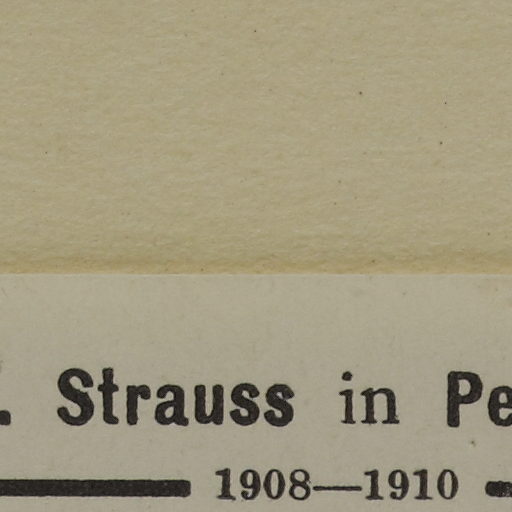 . Strauss in Pe
1908—1910